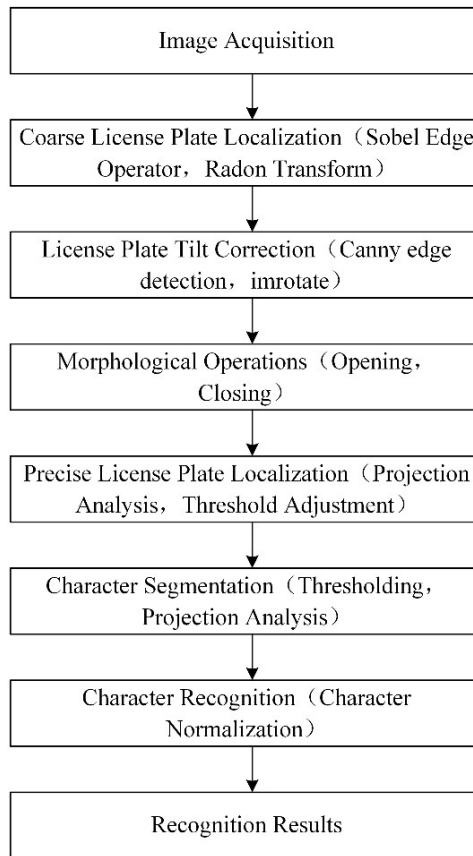 Image Acquisition
Coarse License Plate Localization（Sobel Edge
Operator，Radon Transform）
License Plate Tilt Correction（Canny edge
detection，imrotate）
Morphological Operations（Opening，
Closing）
Precise License Plate Localization（Projection
Analysis，Threshold Adjustment）
Character Segmentation（Thresholding，
Projection Analysis）
Character Recognition（Character
Normalization）
Recognition Results